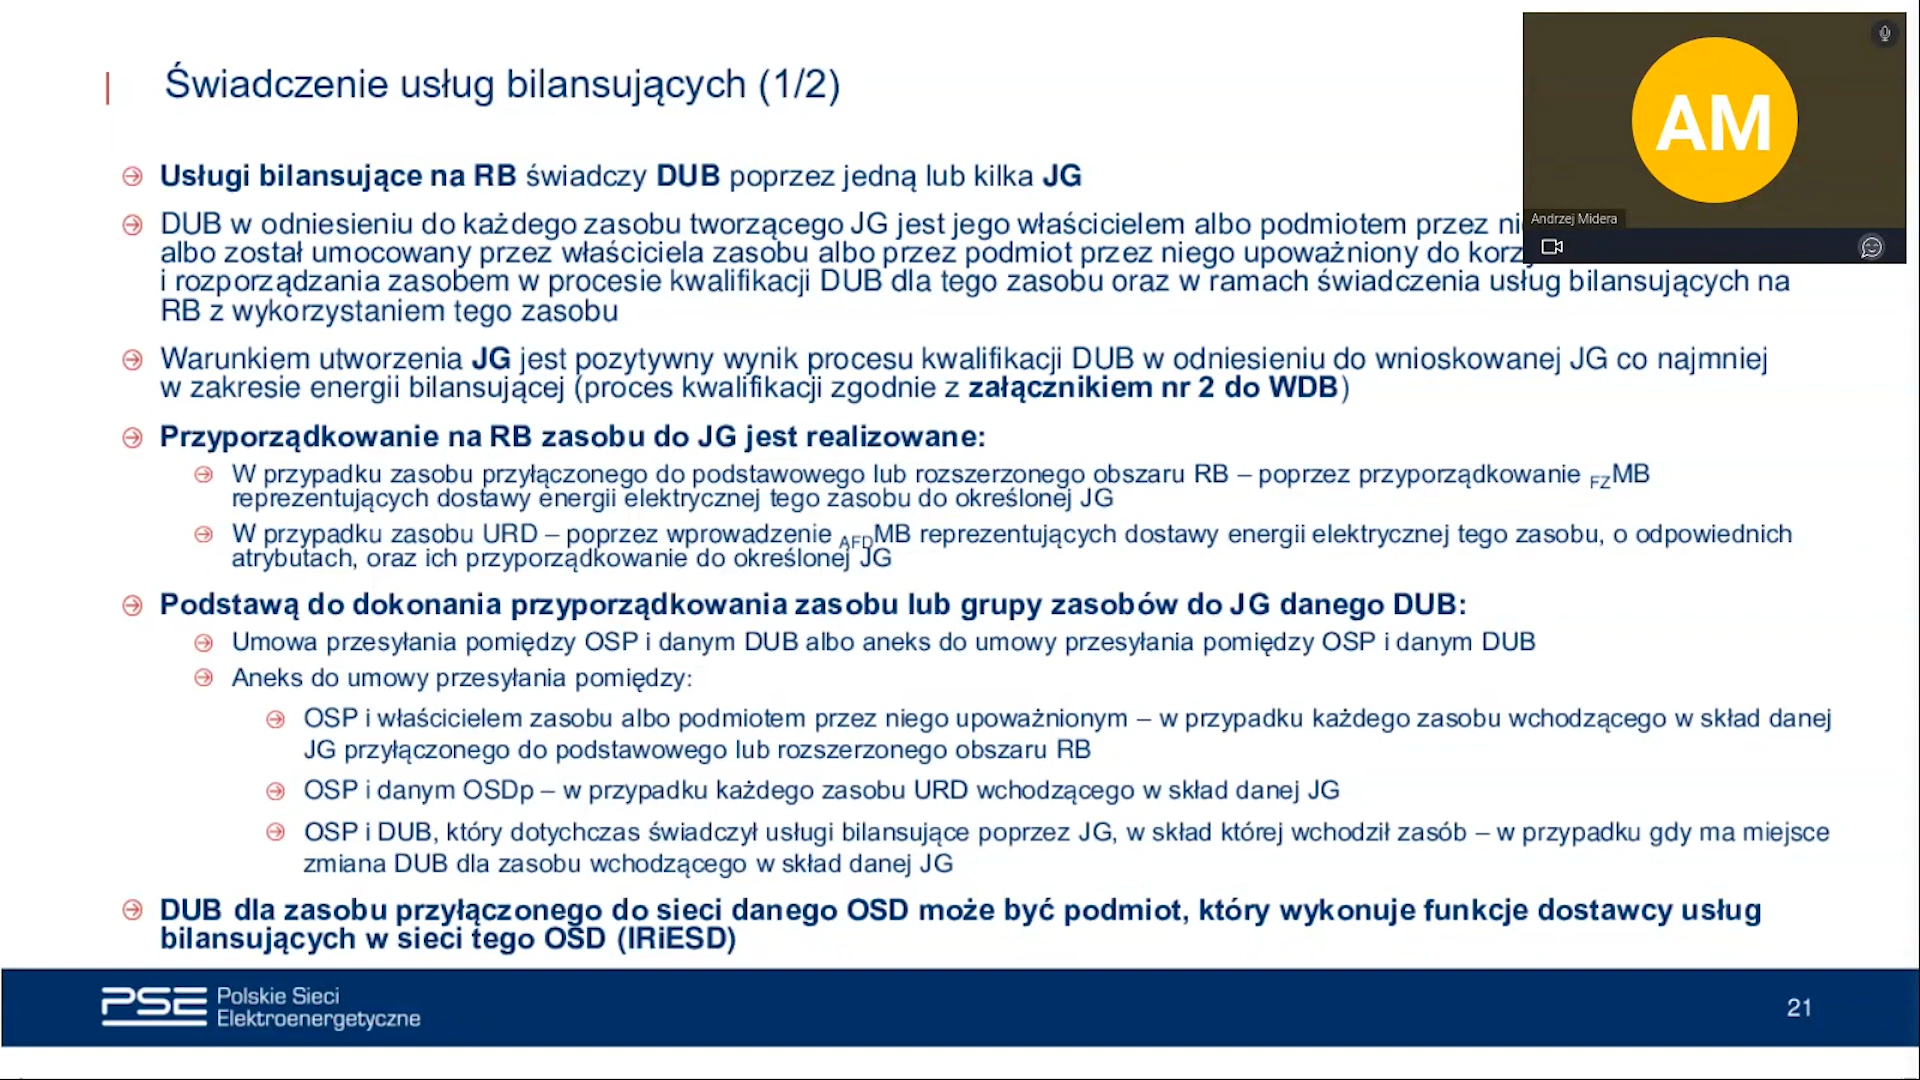 Świadczenie usług bilansujących (1/2)
Usługi bilansujące na RB świadczy DUB poprzez jedną lub kilka JG
DUB w odniesieniu do każdego zasobu tworzącego JG jest jego właścicielem albo podmiotem przez
albo został umocowany przez właściciela zasobu albo przez podmiot przez niego upoważniony do
i rozporządzania zasobem w procesie kwalifikacji DUB dla tego zasobu oraz w ramach świadczenia usług bilansujących na
RB z wykorzystaniem tego zasobu
Warunkiem utworzenia JG jest pozytywny wynik procesu kwalifikacji DUB w odniesieniu do wnioskowanej JG co najmniej
w zakresie energii bilansującej (proces kwalifikacji zgodnie z załącznikiem nr 2 do WDB)
Przyporządkowanie na RB zasobu do JG jest realizowane:
W przypadku zasobu przyłączonego do podstawowego lub rozszerzonego obszaru RB – poprzez przyporządkowanie FZMB
reprezentujących dostawy energii elektrycznej tego zasobu do określonej JG
W przypadku zasobu URD – poprzez wprowadzenie AFDMB reprezentujących dostawy energii elektrycznej tego zasobu, o odpowiednich
atrybutach, oraz ich przyporządkowanie do określonej JG
Podstawą do dokonania przyporządkowania zasobu lub grupy zasobów do JG danego DUB:
Umowa przesyłania pomiędzy OSP i danym DUB albo aneks do umowy przesyłania pomiędzy OSP i danym DUB
Aneks do umowy przesyłania pomiędzy:
OSP i właścicielem zasobu albo podmiotem przez niego upoważnionym – w przypadku każdego zasobu wchodzącego w skład danej
JG przyłączonego do podstawowego lub rozszerzonego obszaru RB
OSP i danym OSDp – w przypadku każdego zasobu URD wchodzącego w skład danej JG
OSP i DUB, który dotychczas świadczył usługi bilansujące poprzez JG, w skład której wchodził zasób – w przypadku gdy ma miejsce
zmiana DUB dla zasobu wchodzącego w skład danej JG
DUB dla zasobu przyłączonego do sieci danego OSD może być podmiot, który wykonuje funkcje dostawcy usług
bilansujących w sieci tego OSD (IRiESD)
AM
Andrzej Midera
PSE Polskie Sieci
Elektroenergetyczne
21